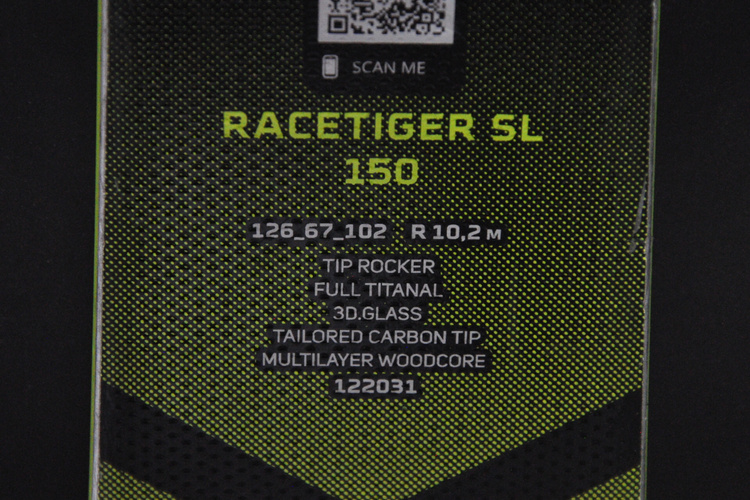 SCAN ME
RACETIGER SL
150
126_67_102 R 10,2 M
TIP ROCKER
FULL TITANAL
3D.GLASS
TAILORED CARBON TIP
MULTILAYER WOODCORE
122031